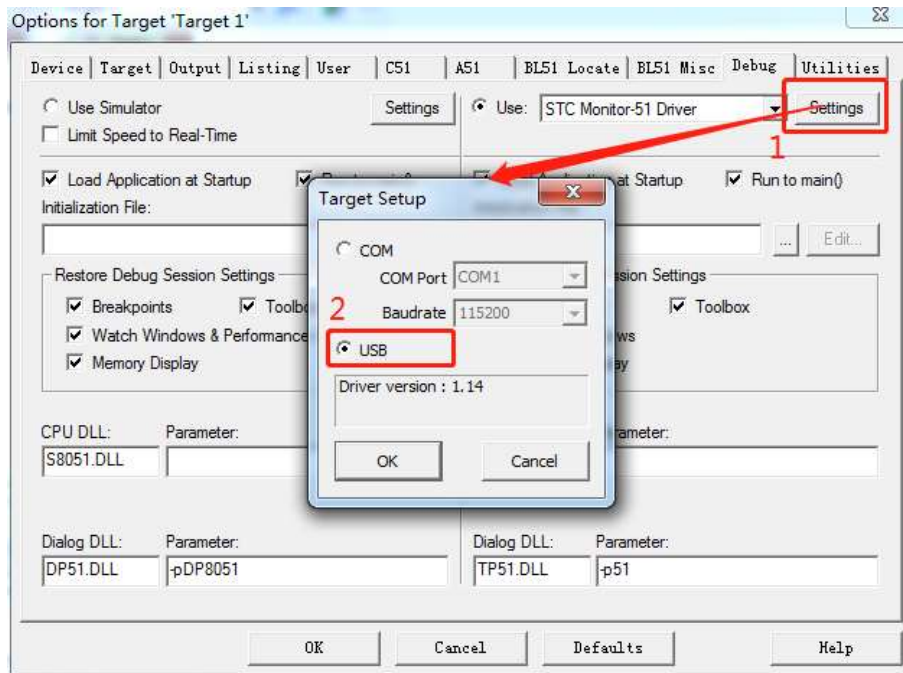 Options for Target 'Target 1'
Device Target Output Listing User C51 A51 BL51 Locate BL51 Misc Debug Utilities
Use Simulator Settings Use: STC Monitor-51 Driver Settings
Limit Speed to Real-Time
1
Load Application at Startup at Startup Run to main()
Initialization File:
Target Setup
... Edit...
COM
COM Port COM1
Restore Debug Session Settings Settings
Breakpoints Toolbox
2 Baudrate 115200
Watch Windows & Performance
USB
Memory Display
Driver version : 1.14
CPU DLL: Parameter:
S8051.DLL
OK Cancel
Dialog DLL: Parameter: Dialog DLL: Parameter:
DP51.DLL -pDP8051 TP51.DLL -p51
OK Cancel Defaults Help